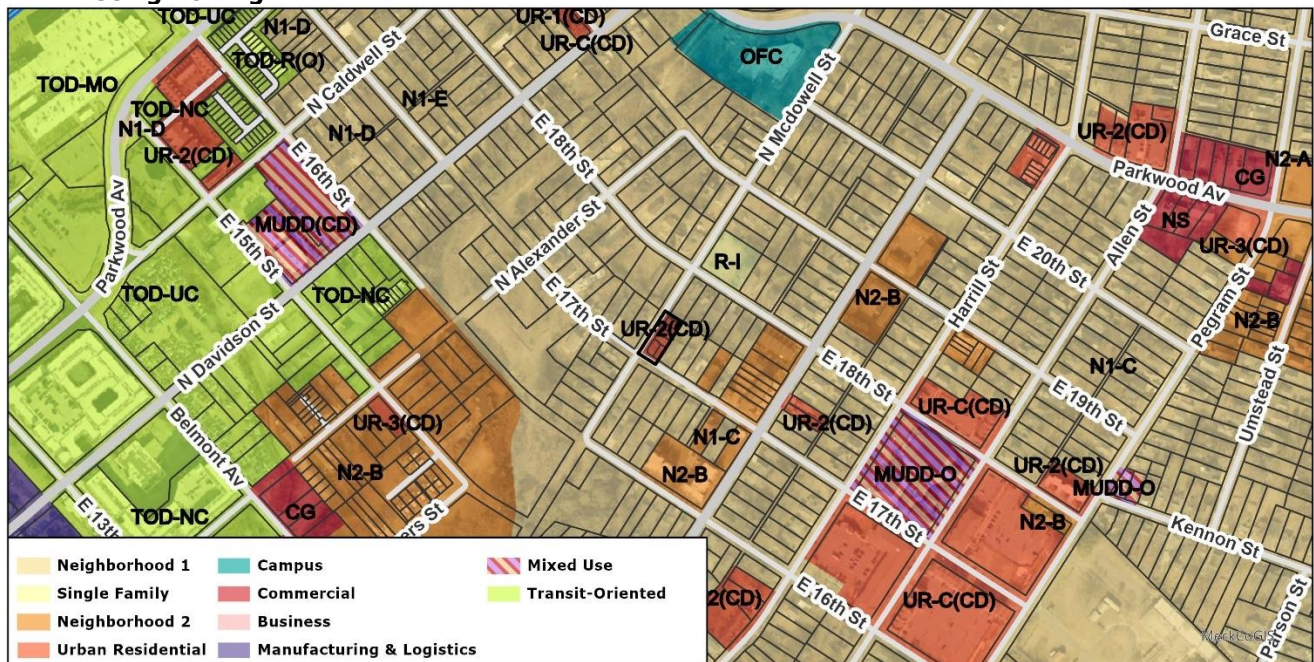 TOD-UC
N1-D
UR-1(CD)
UR-C(CD)
OFC
Grace St
TOD-R(O)
N Caldwell St
N Mcdowell St
TOD-MO
N1-E
TOD-NC
N1-D
N1-D
UR-2(CD)
UR-2(CD)
E 18th St
E 16th St
N2-A
CG
Parkwood Av
Parkwood Av
NS
MUDD(CD)
E 15th St
N Alexander St
Allen St
UR-3(CD)
E 20th St
R-I
TOD-UC
TOD-NC
E 17th St
N2-B
Harrill St
Pegram St
N2-B
UR-2(CD)
N Davidson St
E 18th St
N1-C
Umstead St
E 19th St
Belmont Av
UR-3(CD)
UR-2(CD)
UR-C(CD)
N1-C
N2-B
N2-B
MUDD-O
UR-2(CD)
MUDD-O
E 13th
TOD-NC
CG
ers St
E 17th St
N2-B
Kennon St
2(CD)
E 16th St
UR-C(CD)
Parson St
MeckCoGIS
Neighborhood 1
Single Family
Neighborhood 2
Urban Residential
Campus
Commercial
Business
Manufacturing & Logistics
Mixed Use
Transit-Oriented